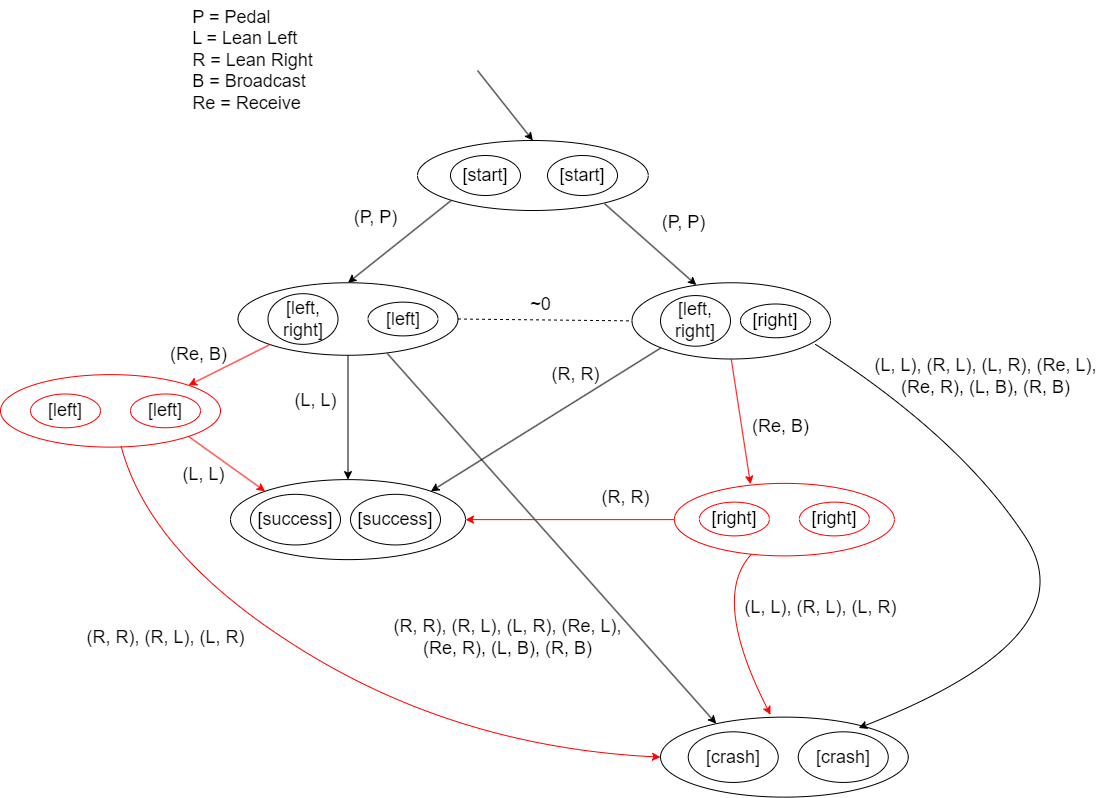 P = Pedal
L = Lean Left
R = Lean Right
B = Broadcast
Re = Receive
[start]
[start]
(P, P)
(P, P)
[left,
right]
[left]
~0
[left,
right]
[right]
(Re, B)
(L, L)
(R, R)
(L, L), (R, L), (L, R), (Re, L),
(Re, R), (L, B), (R, B)
[left]
[left]
(Re, B)
(L, L)
(R, R)
[success]
[success]
[right]
[right]
(R, R), (R, L), (L, R)
(R, R), (R, L), (L, R), (Re, L),
(Re, R), (L, B), (R, B)
(L, L), (R, L), (L, R)
[crash]
[crash]